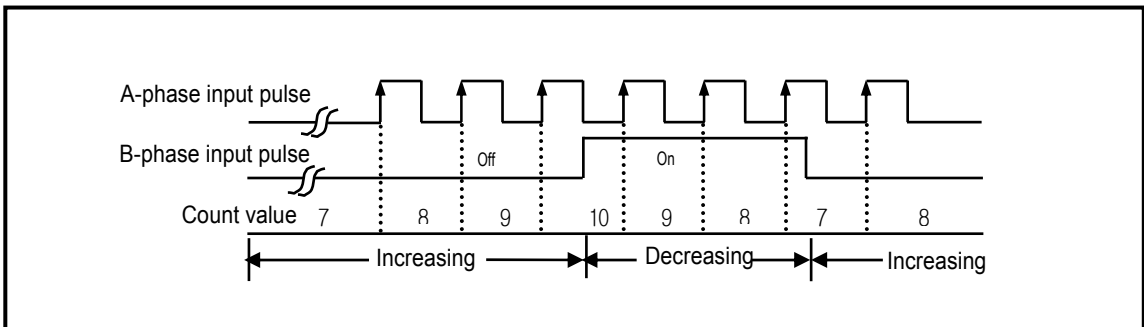 A-phase input pulse
B-phase input pulse
Off
On
Count value 7 8 9 10 9 8 7 8
Increasing Decreasing Increasing